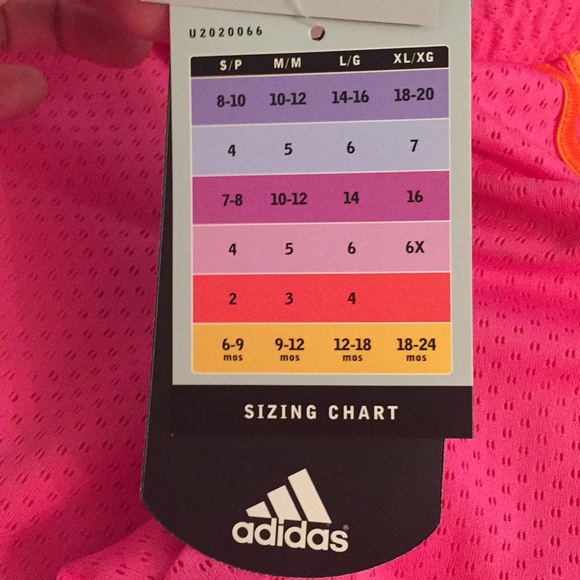 U2020066
S/P M/M L/G XL/XG
8-10 10-12 14-16 18-20
4 5 6 7
7-8 10-12 14 16
4 5 6 6X
2 3 4
6-9 9-12 12-18 18-24
mos mos mos mos
SIZING CHART
adidas®